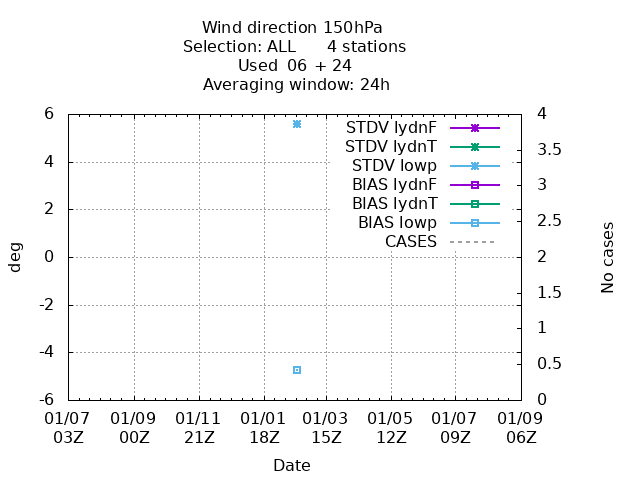 Wind direction 150hPa
Selection: ALL 4 stations
Used 06 + 24
Averaging window: 24h
STDV lydnF
STDV lydnT
STDV lowp
BIAS lydnF
BIAS lydnT
BIAS lowp
CASES
deg
6
4
2
0
-2
-4
-6
4
3.5
3
2.5
2
1.5
1
0.5
0
No cases
01/07 01/09 01/11 01/01 01/03 01/05 01/07 01/09
03Z 00Z 21Z 18Z 15Z 12Z 09Z 06Z
Date